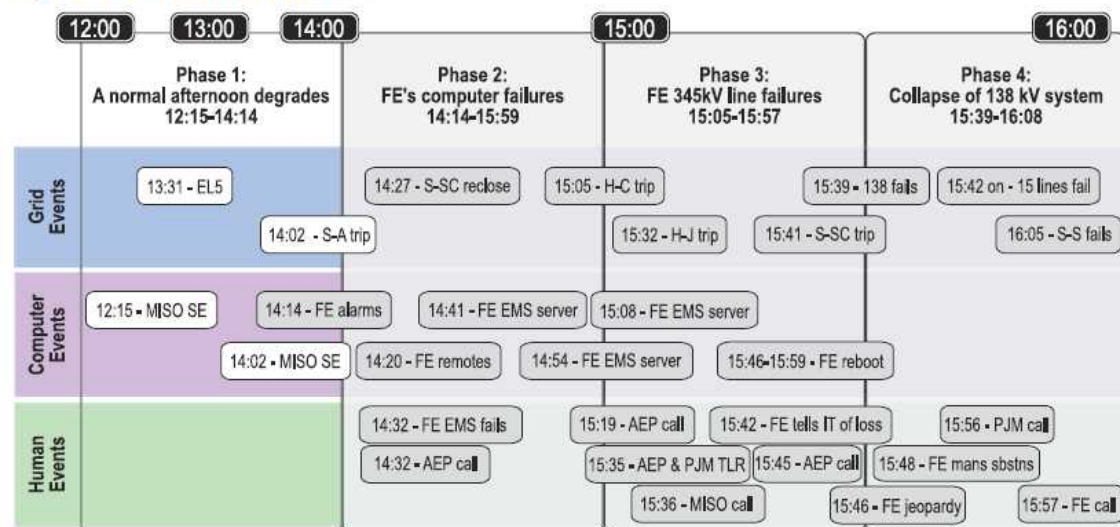 12:00 13:00 14:00 15:00 16:00
Phase 1:
A normal afternoon degrades
12:15-14:14
Phase 2:
FE's computer failures
14:14-15:59
Phase 3:
FE 345kV line failures
15:05-15:57
Phase 4:
Collapse of 138 kV system
15:39-16:08
Grid
Events
13:31 - EL5
14:27 - S-SC reclose
15:05 - H-C trip
15:39 - 138 fails
15:42 on - 15 lines fail
14:02 - S-A trip
15:32 - H-J trip
15:41 - S-SC trip
16:05 - S-S fails
Computer
Events
12:15 - MISO SE
14:14 - FE alarms
14:41 - FE EMS server
15:08 - FE EMS server
14:02 - MISO SE
14:20 - FE remotes
14:54 - FE EMS server
15:46-15:59 - FE reboot
Human
Events
14:32 - FE EMS fails
15:19 - AEP call
15:42 - FE tells IT of loss
15:56 - PJM call
14:32 - AEP call
15:35 - AEP & PJM TLR
15:45 - AEP call
15:48 - FE mans sbstns
15:36 - MISO call
15:46 - FE jeopardy
15:57 - FE call